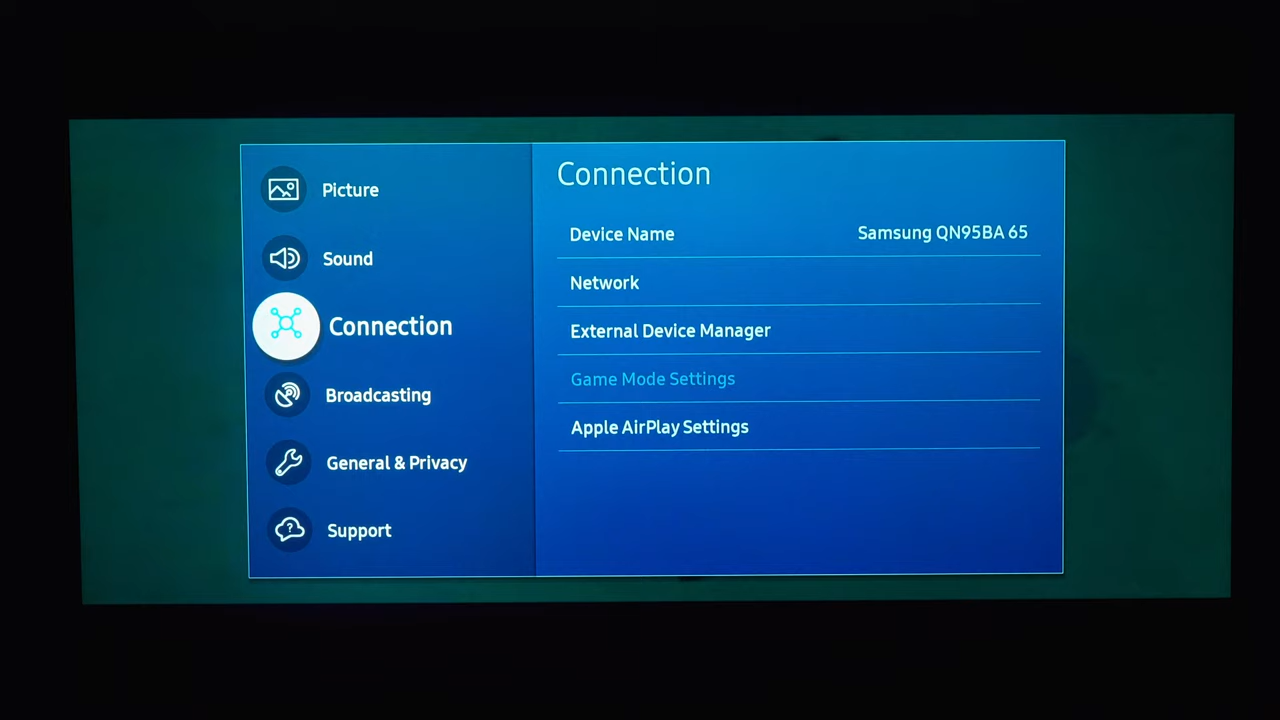 Picture
Sound
Connection
Broadcasting
General & Privacy
Support
Connection
Device Name Samsung QN95BA 65
Network
External Device Manager
Game Mode Settings
Apple AirPlay Settings